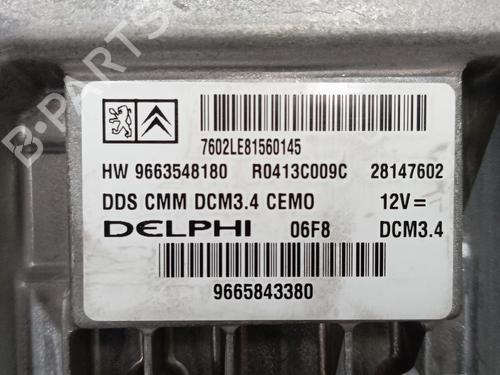 B-PARTS
7602LE81560145
HW 9663548180 R0413C009C 28147602
DDS CMM DCM3.4 CEMO 12V=
DELPHI 06F8 DCM3.4
9665843380